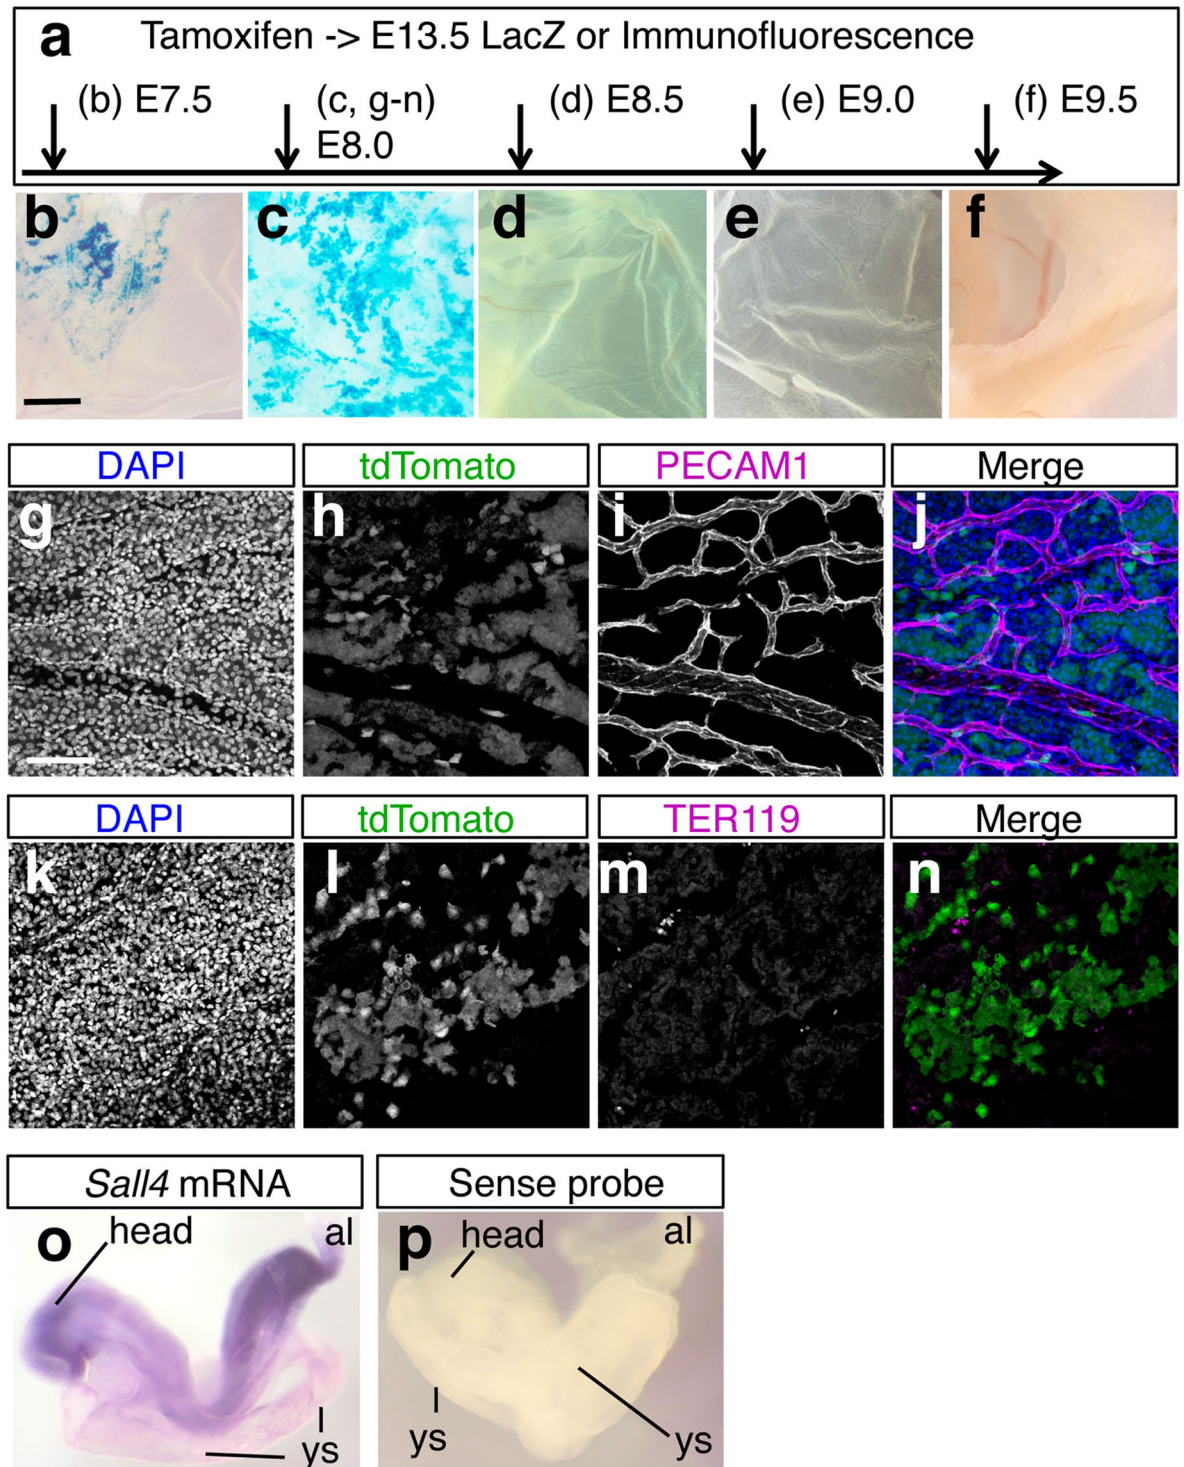 a Tamoxifen -> E13.5 LacZ or Immunofluorescence
(b) E7.5 (c, g-n) (d) E8.5 (e) E9.0 (f) E9.5
E8.0
b c d e f
DAPI tdTomato PECAM1 Merge
g h i j
DAPI tdTomato TER119 Merge
k l m n
Sall4 mRNA Sense probe
o head al p head al
ys ys ys